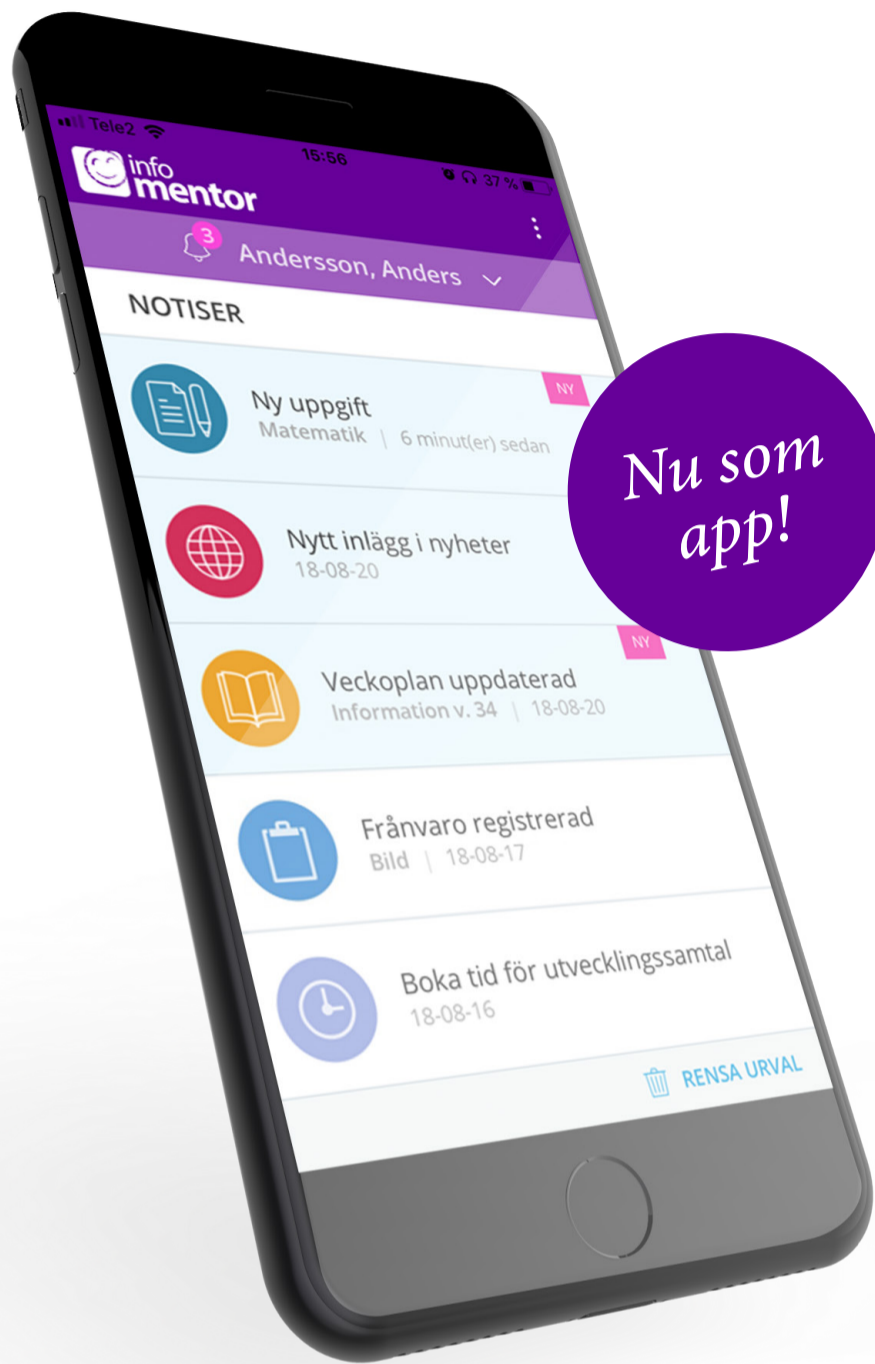 Tele2
15:56
37 %
info
mentor
3
Andersson, Anders
NOTISER
NY
Ny uppgift
Matematik | 6 minut(er) sedan
Nytt inlägg i nyheter
18-08-20
NY
Veckoplan uppdaterad
Information v. 34 | 18-08-20
Frånvaro registrerad
Bild | 18-08-17
Boka tid för utvecklingssamtal
18-08-16
RENSA URVAL
Nu som
app!